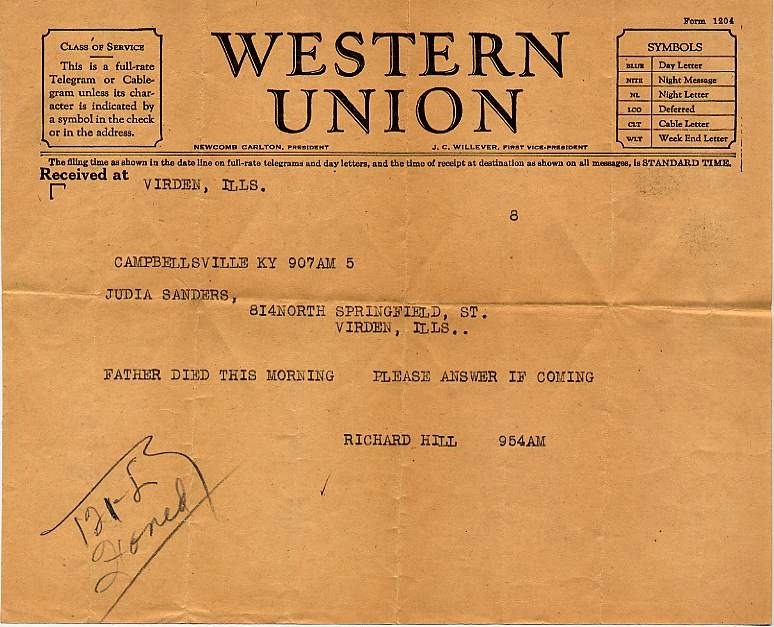 Form 1204
CLASS OF SERVICE
This is a full-rate
Telegram or Cable-
gram unless its char-
acter is indicated by
a symbol in the check
or in the address.
WESTERN
UNION
NEWCOMB CARLTON, PRESIDENT
J. C. WILLEVER, FIRST VICE-PRESIDENT
SYMBOLS
BLUE Day Letter
NITE Night Message
NL Night Letter
LCO Deferred
CLT Cable Letter
WLT Week End Letter
The filing time as shown in the date line on full-rate telegrams and day letters, and the time of receipt at destination as shown on all messages, is STANDARD TIME.
Received at
VIRDEN, ILLS.
8
CAMPBELLSVILLE KY 907AM 5
JUDIA SANDERS,
8I4NORTH SPRINGFIELD, ST.
VIRDEN, ILLS..
FATHER DIED THIS MORNING PLEASE ANSWER IF COMING
RICHARD HILL 954AM